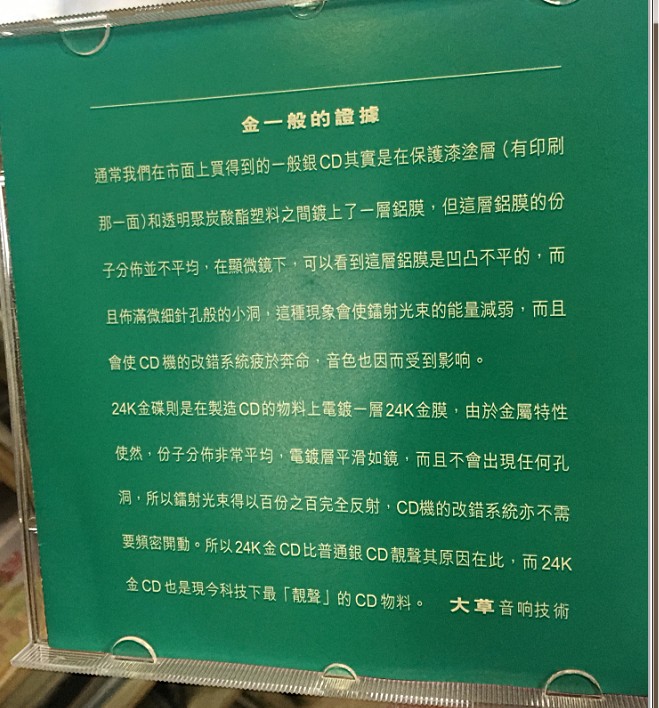 金一般的證據
通常我們在市面上買得到的一般銀CD其實是在保護漆塗層(有印刷
那一面)和透明聚炭酸酯塑料之間鍍上了一層鋁膜，但這層鋁膜的份
子分佈並不平均，在顯微鏡下，可以看到這層鋁膜是凹凸不平的，而
且佈滿微細針孔般的小洞，這種現象會使鐳射光束的能量減弱，而且
會使CD機的改錯系統疲於奔命，音色也因而受到影响。
24K金碟則是在製造CD的物料上電鍍一層24K金膜，由於金屬特性
使然，份子分佈非常平均，電鍍層平滑如鏡，而且不會出現任何孔
洞，所以鐳射光束得以百份之百完全反射，CD機的改錯系統亦不需
要頻密開動。所以24K金CD比普通銀CD靚聲其原因在此，而24K
金CD也是現今科技下最「靚聲」的CD物料。 大草音响技術